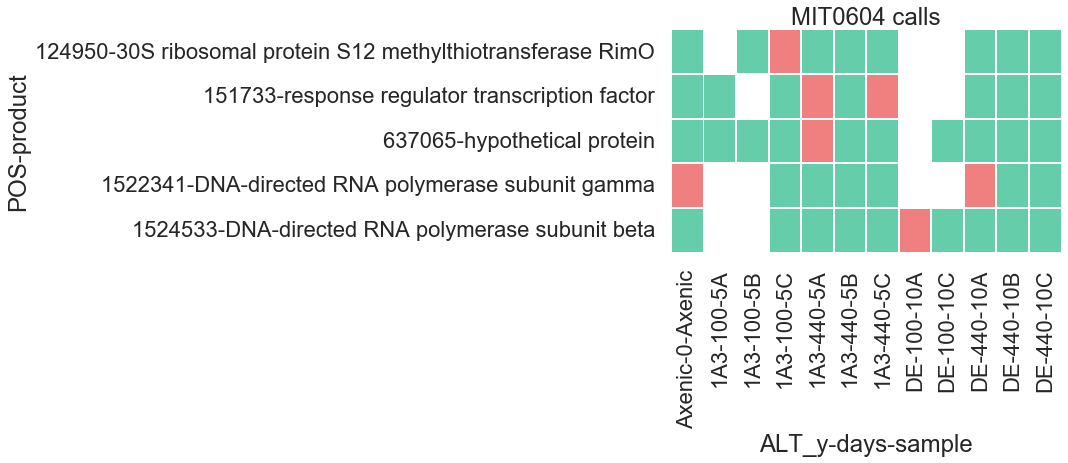 MIT0604 calls
POS-product
124950-30S ribosomal protein S12 methylthiotransferase RimO
151733-response regulator transcription factor
637065-hypothetical protein
1522341-DNA-directed RNA polymerase subunit gamma
1524533-DNA-directed RNA polymerase subunit beta
Axenic-0-Axenic
1A3-100-5A
1A3-100-5B
1A3-100-5C
1A3-440-5A
1A3-440-5B
1A3-440-5C
DE-100-10A
DE-100-10C
DE-440-10A
DE-440-10B
DE-440-10C
ALT_y-days-sample